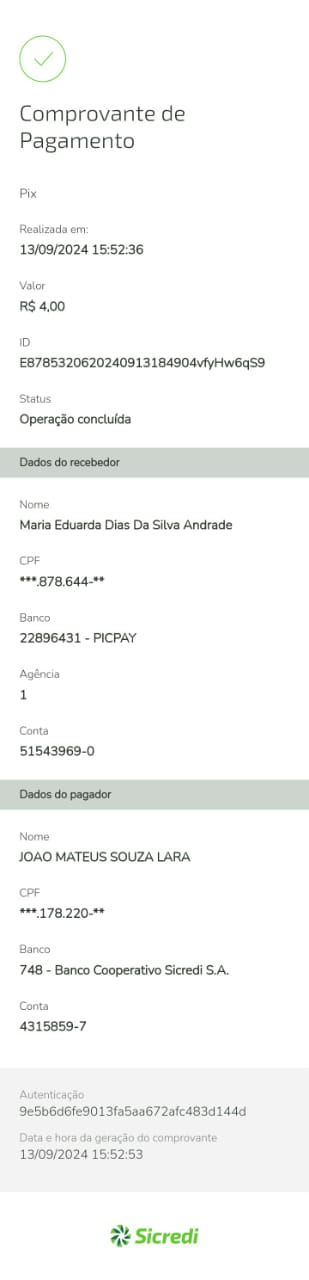 Comprovante de
Pagamento
Pix
Realizada em:
13/09/2024 15:52:36
Valor
R$ 4,00
ID
E8785320620240913184904vfyHw6qS9
Status
Operação concluída
Dados do recebedor
Nome
Maria Eduarda Dias Da Silva Andrade
CPF
***.878.644-**
Banco
22896431 - PICPAY
Agência
1
Conta
51543969-0
Dados do pagador
Nome
JOAO MATEUS SOUZA LARA
CPF
***.178.220-**
Banco
748 - Banco Cooperativo Sicredi S.A.
Conta
4315859-7
Autenticação
9e5b6d6fe9013fa5aa672afc483d144d
Data e hora da geração do comprovante
13/09/2024 15:52:53
Sicredi